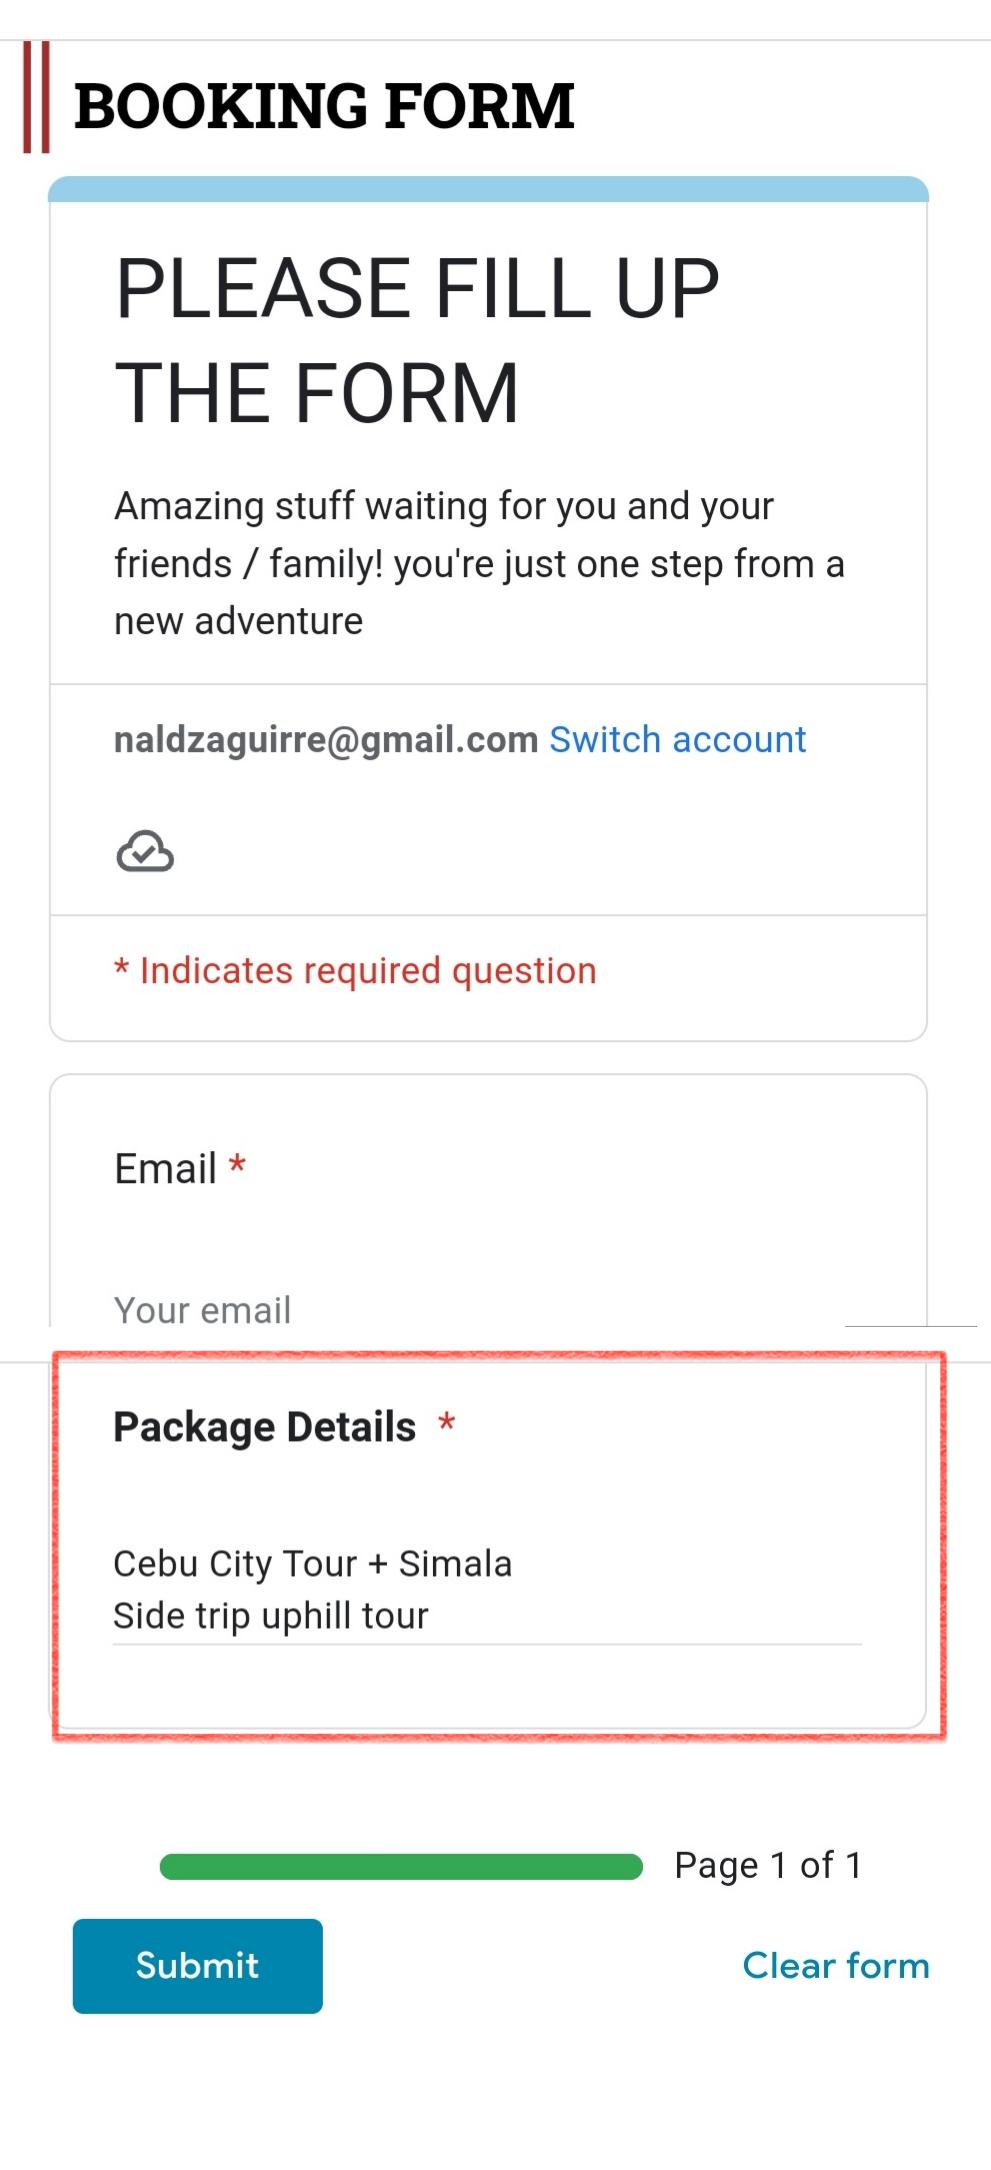 BOOKING FORM
PLEASE FILL UP
THE FORM
Amazing stuff waiting for you and your
friends / family! you're just one step from a
new adventure
naldzaguirre@gmail.com Switch account
* Indicates required question
Email *
Your email
Package Details *
Cebu City Tour + Simala
Side trip uphill tour
Page 1 of 1
Submit
Clear form